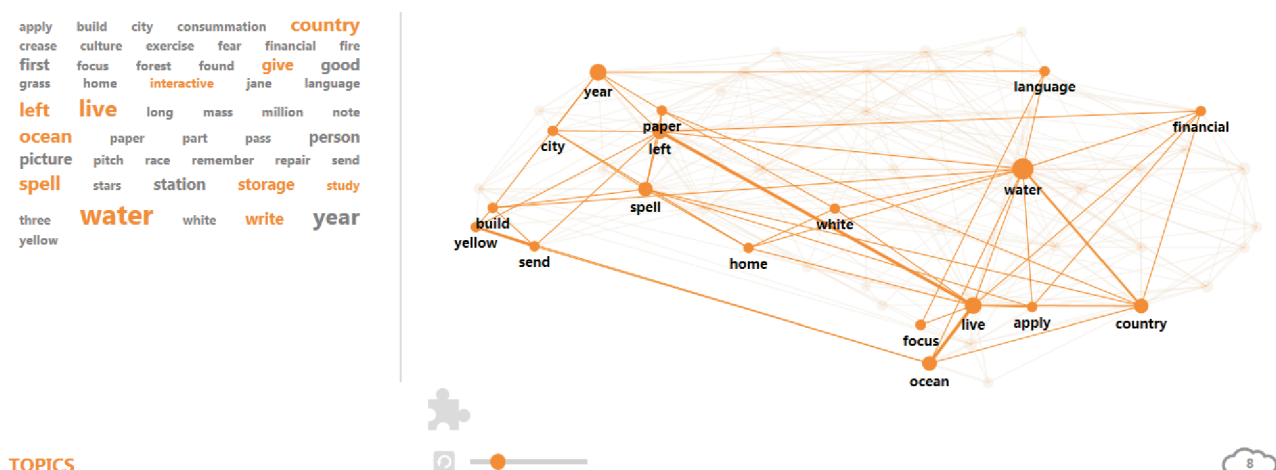 apply build city consummation country
crease culture exercise fear financial fire
first focus forest found give good
grass home interactive jane language
left live long mass million note
ocean paper part pass person
picture pitch race remember repair send
spell stars station storage study
three water white write year
yellow
year
language
paper
financial
city
left
water
spell
build
white
yellow
send
home
live
apply
country
focus
ocean
TOPICS
8